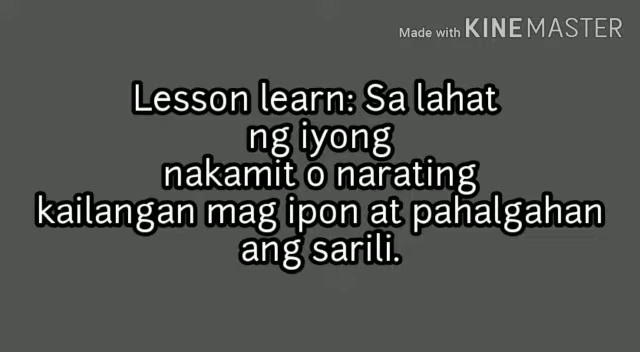 Made with KINEMASTER
Lesson learn: Sa lahat
ng iyong
nakamit o narating
kailangan mag ipon at pahalgahan
ang sarili.